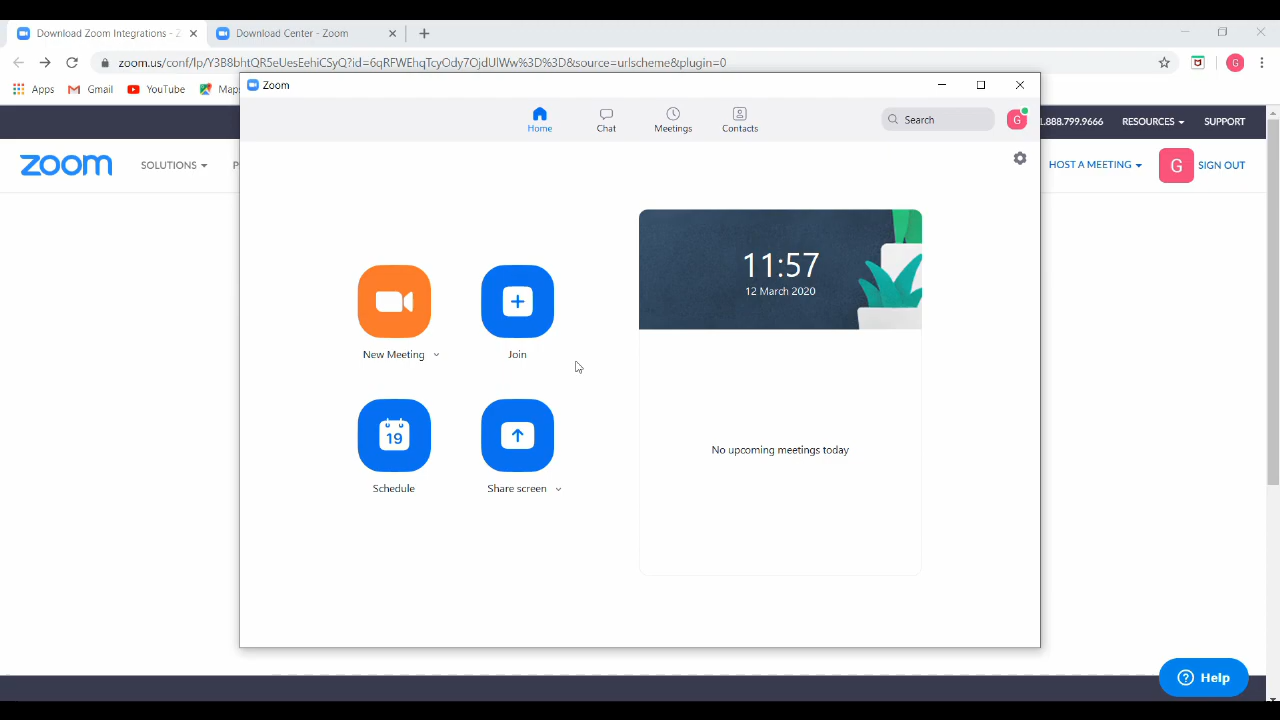 Download Zoom Integrations - Z
Download Center - Zoom
zoom.us/conf/lp/Y3B8bhtQR5eUesEehiCSyQ?id=6qRFWEhqTcyOdy7OjdUlWw%3D%3D&source=urlscheme&plugin=0
G
Apps
Gmail
YouTube
Maps
Zoom
Home
Chat
Meetings
Contacts
Search
G
1.888.799.9666
RESOURCES
SUPPORT
zoom
SOLUTIONS
P
HOST A MEETING
G
SIGN OUT
11:57
12 March 2020
New Meeting
Join
19
Schedule
Share screen
No upcoming meetings today
? Help